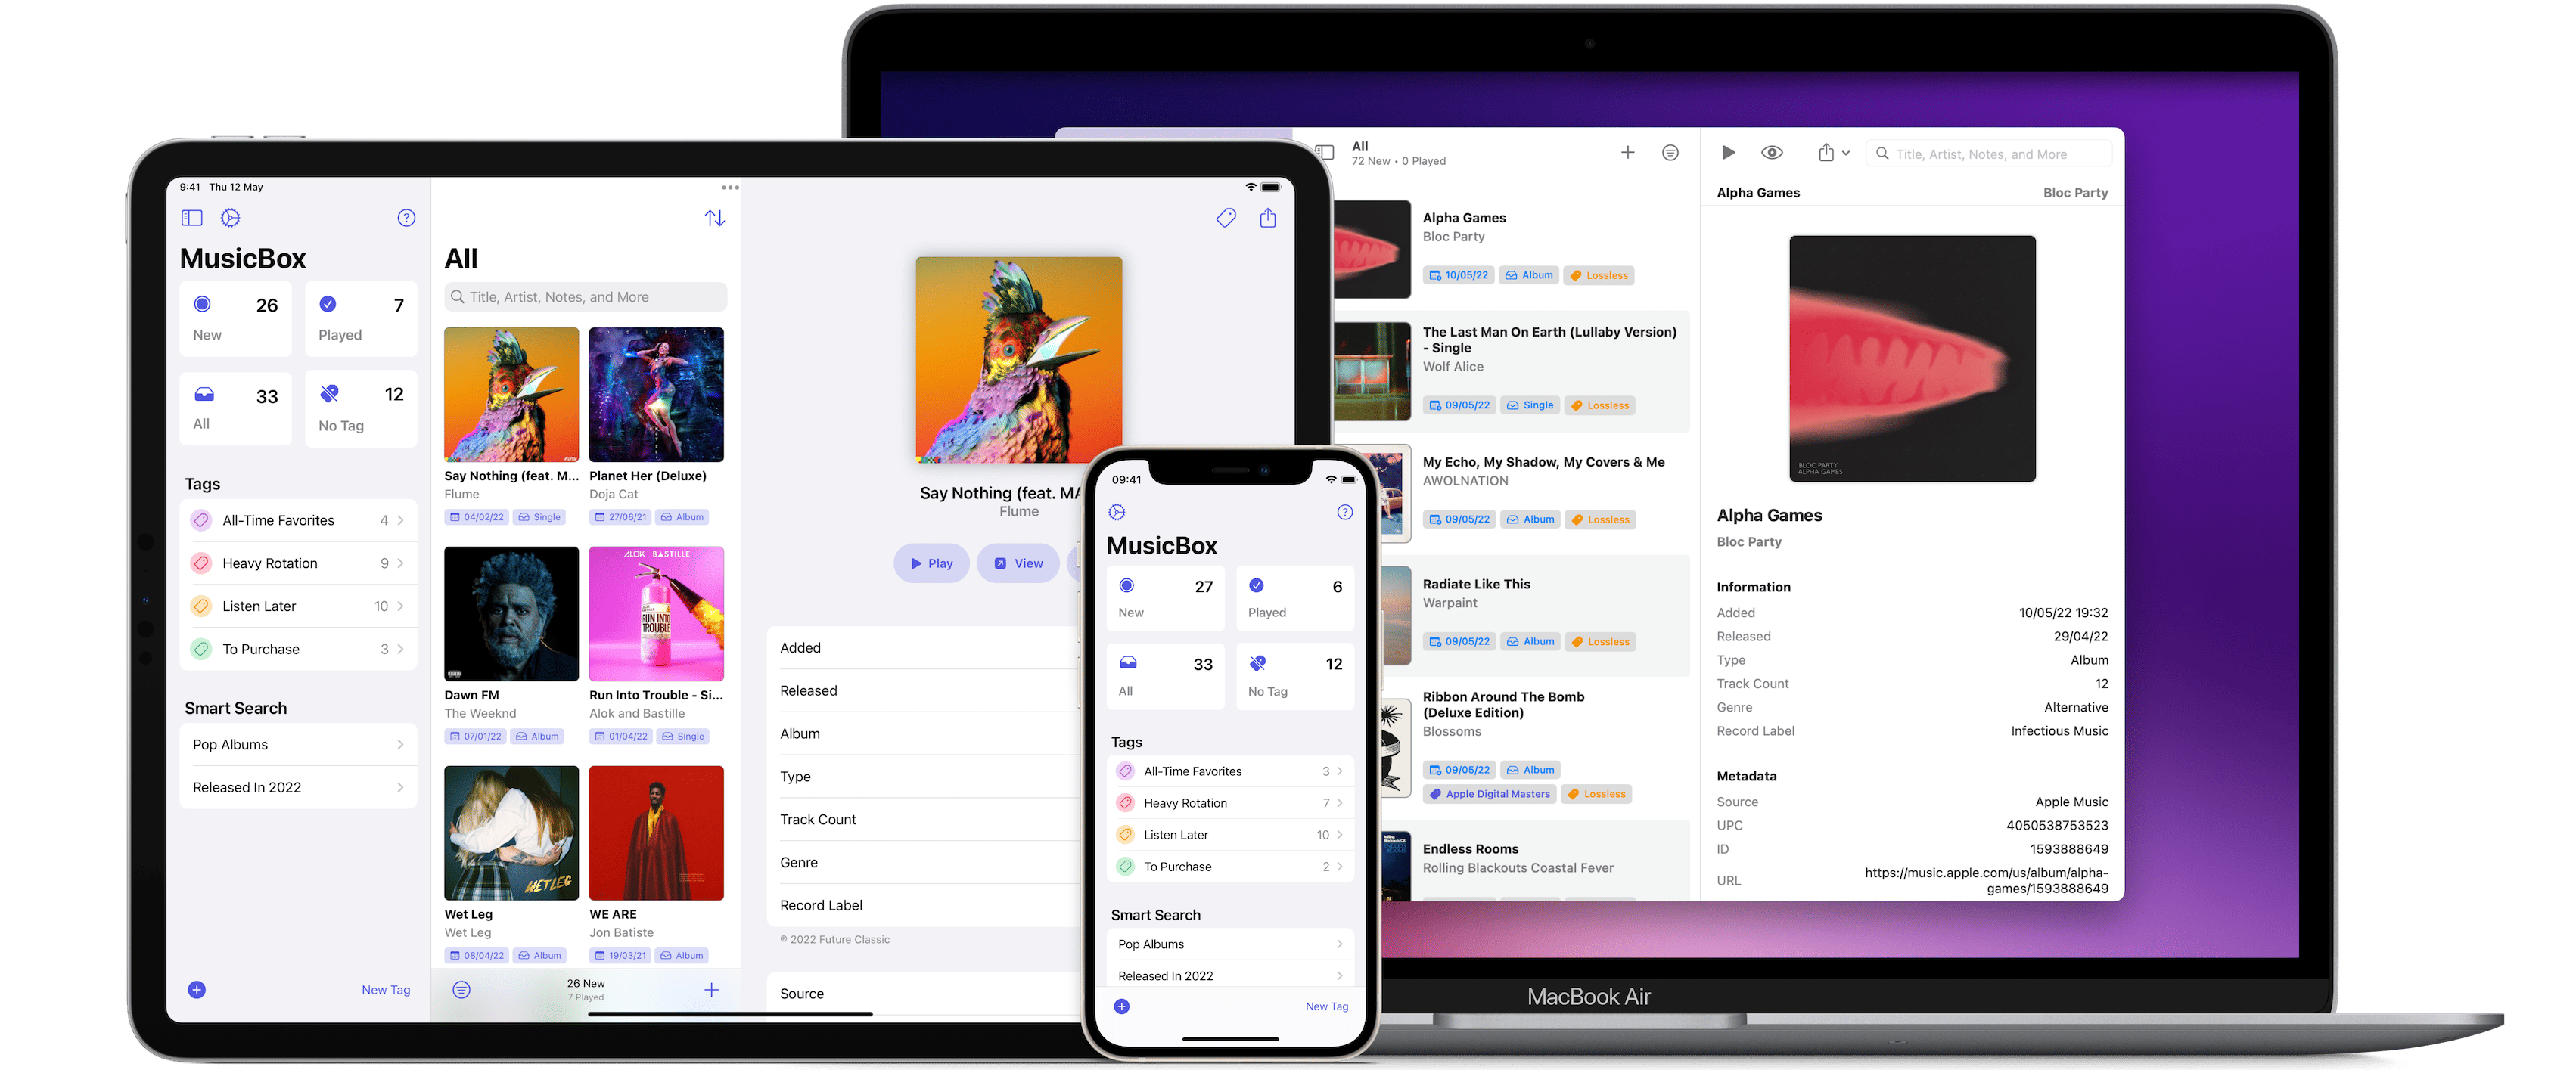 9:41 Thu 12 May
MusicBox
26
New
7
Played
33
All
12
No Tag
Tags
All-Time Favorites 4
Heavy Rotation 9
Listen Later 10
To Purchase 3
Smart Search
Pop Albums
Released In 2022
New Tag
All
Title, Artist, Notes, and More
Say Nothing (feat. M...
Flume
04/02/22 Single
Planet Her (Deluxe)
Doja Cat
27/06/21 Album
Dawn FM
The Weeknd
07/01/22 Album
ALOK BASTILLE
RUN INTO
TROUBLE
Run Into Trouble - Si...
Alok and Bastille
01/04/22 Single
WET LEG
Wet Leg
Wet Leg
08/04/22 Album
WE ARE
Jon Batiste
19/03/21 Album
26 New
7 Played
Say Nothing (feat. MA
Flume
Play
View
Added
Released
Album
Type
Track Count
Genre
Record Label
℗ 2022 Future Classic
Source
09:41
MusicBox
27
New
6
Played
33
All
12
No Tag
Tags
All-Time Favorites 3
Heavy Rotation 7
Listen Later 10
To Purchase 2
Smart Search
Pop Albums
Released In 2022
New Tag
All
72 New • 0 Played
Alpha Games
Bloc Party
10/05/22 Album Lossless
The Last Man On Earth (Lullaby Version)
- Single
Wolf Alice
09/05/22 Single Lossless
My Echo, My Shadow, My Covers & Me
AWOLNATION
09/05/22 Album Lossless
Radiate Like This
Warpaint
09/05/22 Album Lossless
Ribbon Around The Bomb
(Deluxe Edition)
Blossoms
09/05/22 Album
Apple Digital Masters Lossless
Endless Rooms
Rolling Blackouts Coastal Fever
Title, Artist, Notes, and More
Alpha Games Bloc Party
BLOC PARTY
ALPHA GAMES
Alpha Games
Bloc Party
Information
Added 10/05/22 19:32
Released 29/04/22
Type Album
Track Count 12
Genre Alternative
Record Label Infectious Music
Metadata
Source Apple Music
UPC 4050538753523
ID 1593888649
URL https://music.apple.com/us/album/alpha-
games/1593888649
MacBook Air